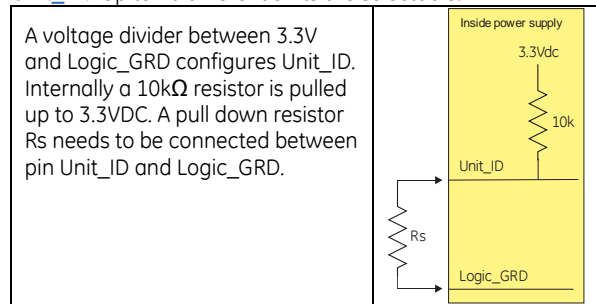 A voltage divider between 3.3V
and Logic_GRD configures Unit_ID.
Internally a 10kΩ resistor is pulled
up to 3.3VDC. A pull down resistor
Rs needs to be connected between
pin Unit_ID and Logic_GRD.
Inside power supply
3.3Vdc
10k
Unit_ID
Rs
Logic_GRD